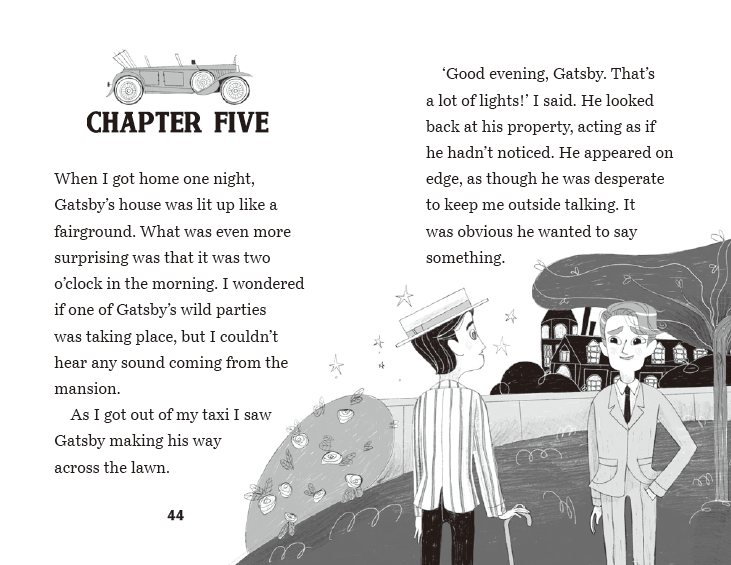 CHAPTER FIVE
When I got home one night,
Gatsby’s house was lit up like a
fairground. What was even more
surprising was that it was two
o’clock in the morning. I wondered
if one of Gatsby’s wild parties
was taking place, but I couldn’t
hear any sound coming from the
mansion.
As I got out of my taxi I saw
Gatsby making his way
across the lawn.
44
‘Good evening, Gatsby. That’s
a lot of lights!’ I said. He looked
back at his property, acting as if
he hadn’t noticed. He appeared on
edge, as though he was desperate
to keep me outside talking. It
was obvious he wanted to say
something.